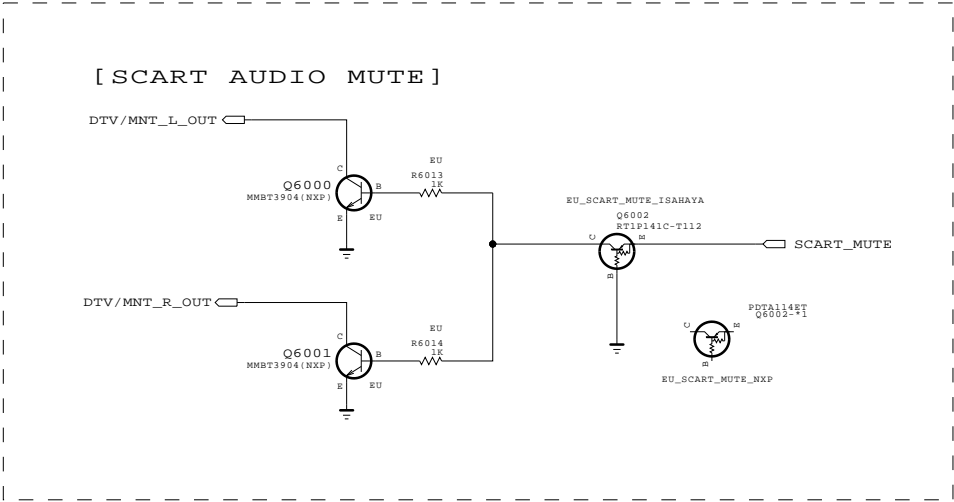 [SCART AUDIO MUTE]
DTV/MNT_L_OUT
C
Q6000
MMBT3904(NXP)
B
E
EU
EU
R6013
1K
EU_SCART_MUTE_ISAHAYA
Q6002
RT1P141C-T112
C
E
B
SCART_MUTE
DTV/MNT_R_OUT
C
Q6001
MMBT3904(NXP)
B
E
EU
EU
R6014
1K
PDTA114ET
Q6002-*1
C
E
B
EU_SCART_MUTE_NXP